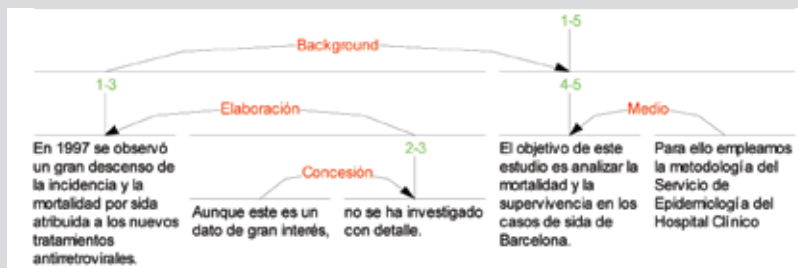 1-5
Background
1-3
4-5
Elaboración
Medio
En 1997 se observó
un gran descenso de
la incidencia y la
mortalidad por sida
atribuida a los nuevos
tratamientos
antirretrovirales.
2-3
Concesión
Aunque este es un
dato de gran interés,
no se ha investigado
con detalle.
El objetivo de este
estudio es analizar la
mortalidad y la
supervivencia en los
casos de sida de
Barcelona.
Para ello empleamos
la metodología del
Servicio de
Epidemiología del
Hospital Clínico